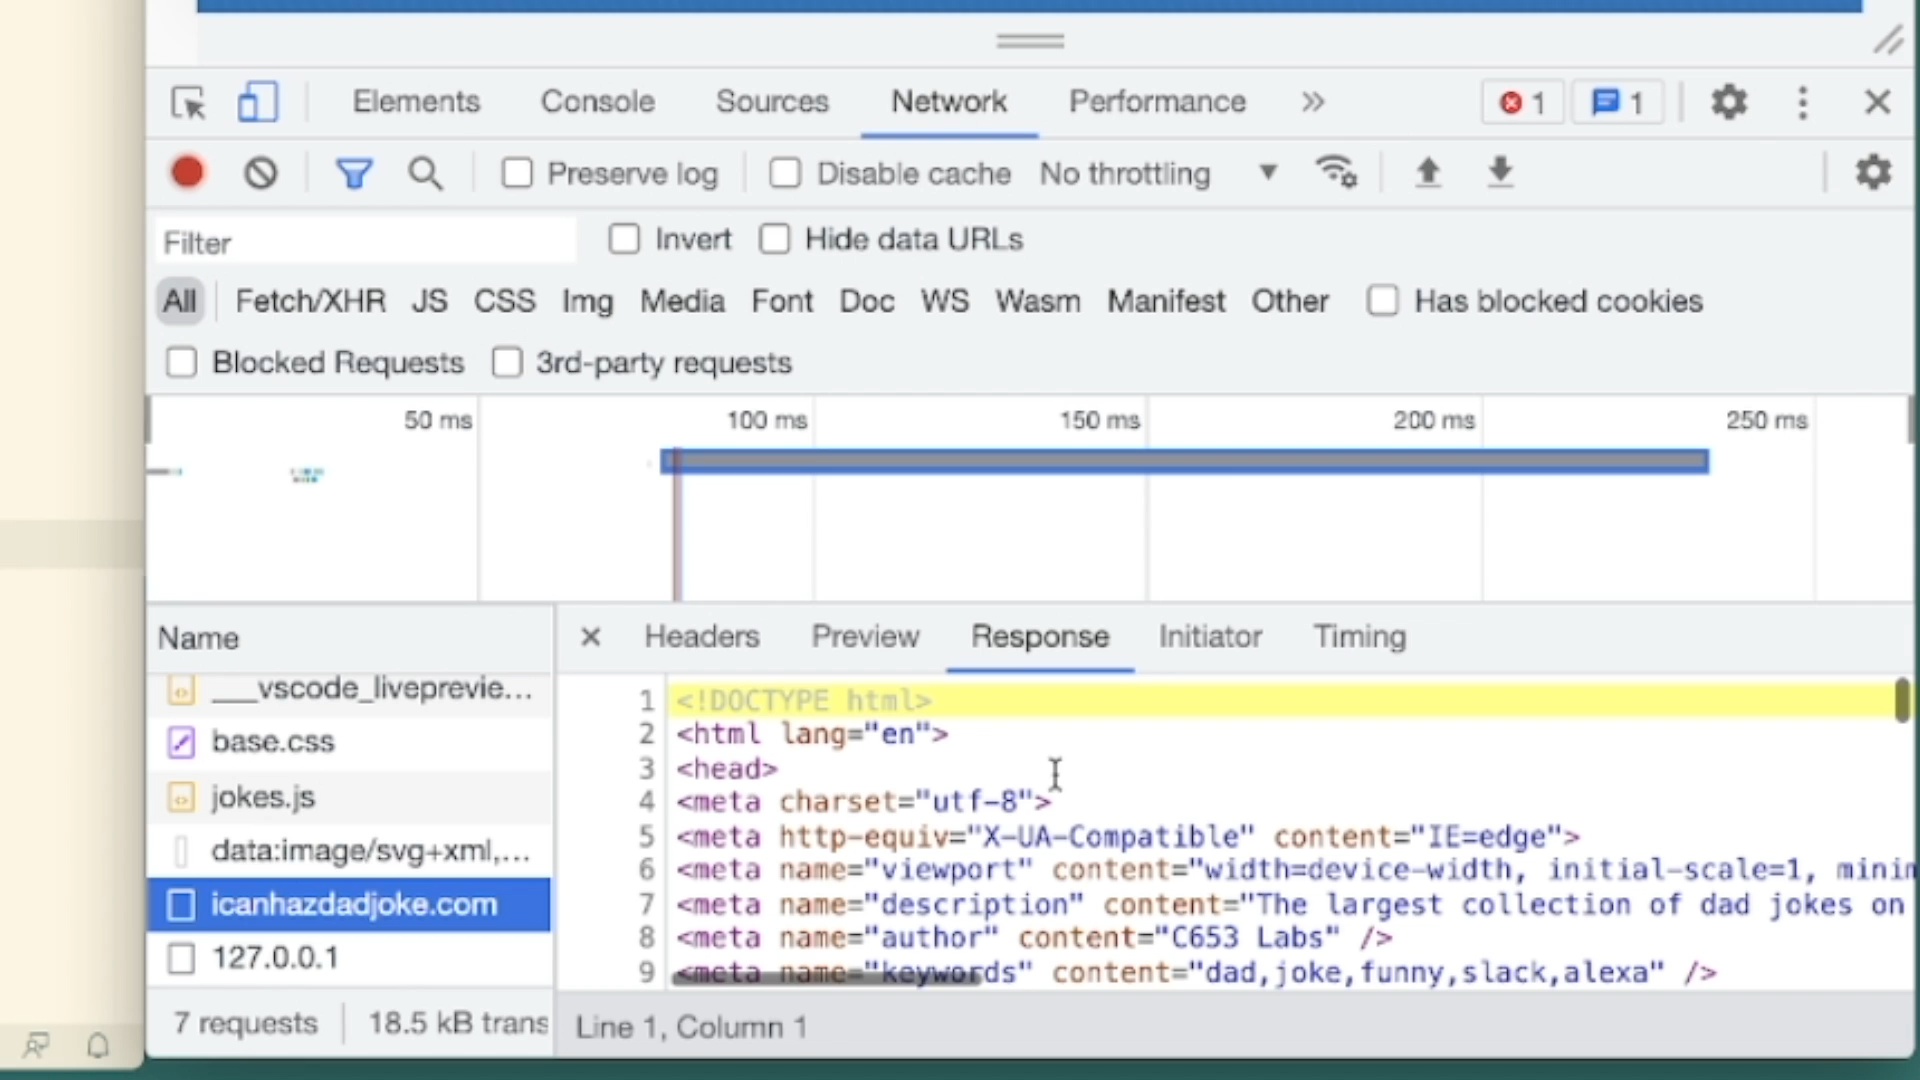 Elements Console Sources Network Performance » 1 1
Preserve log Disable cache No throttling
Filter Invert Hide data URLs
All Fetch/XHR JS CSS Img Media Font Doc WS Wasm Manifest Other Has blocked cookies
Blocked Requests 3rd-party requests
50 ms 100 ms 150 ms 200 ms 250 ms
Name
___vscode_liveprevie...
base.css
jokes.js
data:image/svg+xml,...
icanhazdadjoke.com
127.0.0.1
7 requests 18.5 kB trans
× Headers Preview Response Initiator Timing
1 <!DOCTYPE html>
2 <html lang="en">
3 <head>
4 <meta charset="utf-8">
5 <meta http-equiv="X-UA-Compatible" content="IE=edge">
6 <meta name="viewport" content="width=device-width, initial-scale=1, minim
7 <meta name="description" content="The largest collection of dad jokes on
8 <meta name="author" content="C653 Labs" />
9 <meta name="keywords" content="dad,joke,funny,slack,alexa" />
Line 1, Column 1